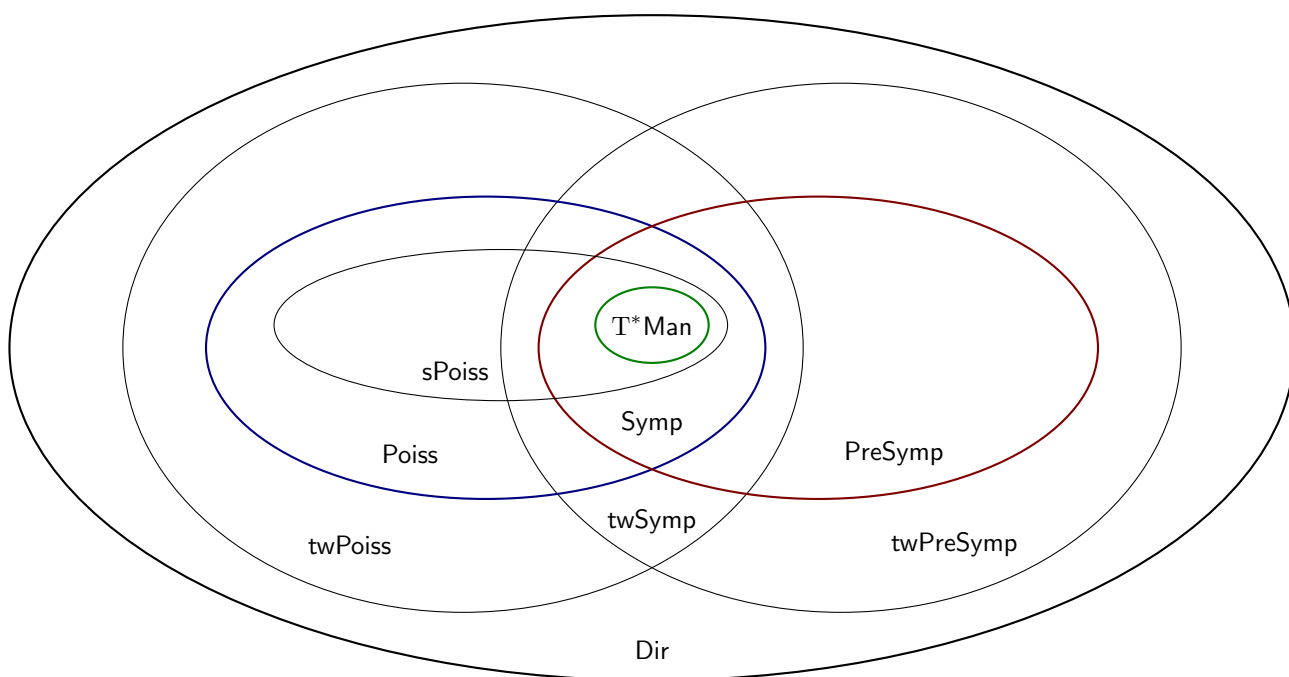 T*Man
sPoiss
Symp
Poiss
PreSymp
twSymp
twPoiss
twPreSymp
Dir